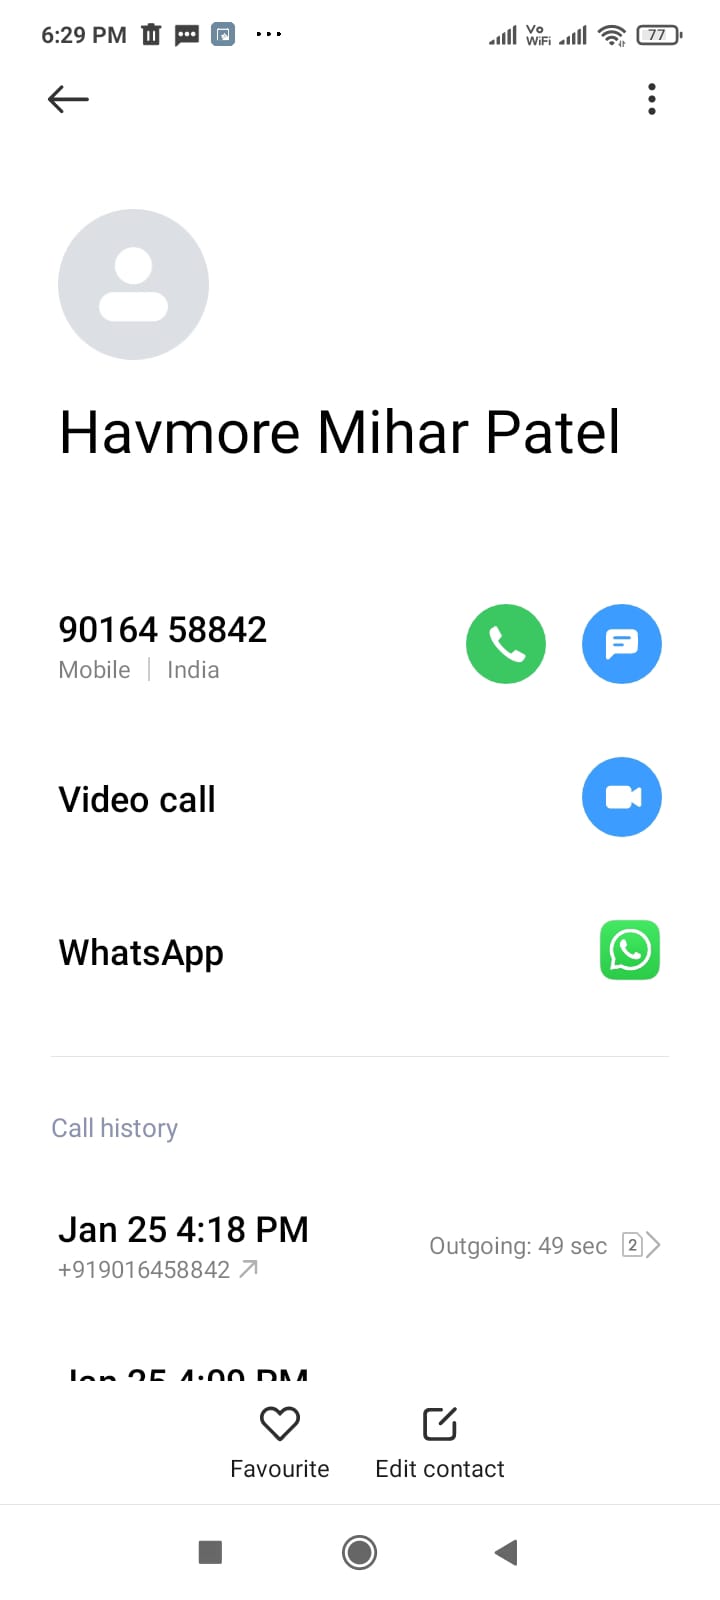 6:29 PM
Vo
WiFi
77
Havmore Mihar Patel
90164 58842
Mobile | India
Video call
WhatsApp
Call history
Jan 25 4:18 PM
Outgoing: 49 sec 2
+919016458842
Favourite
Edit contact